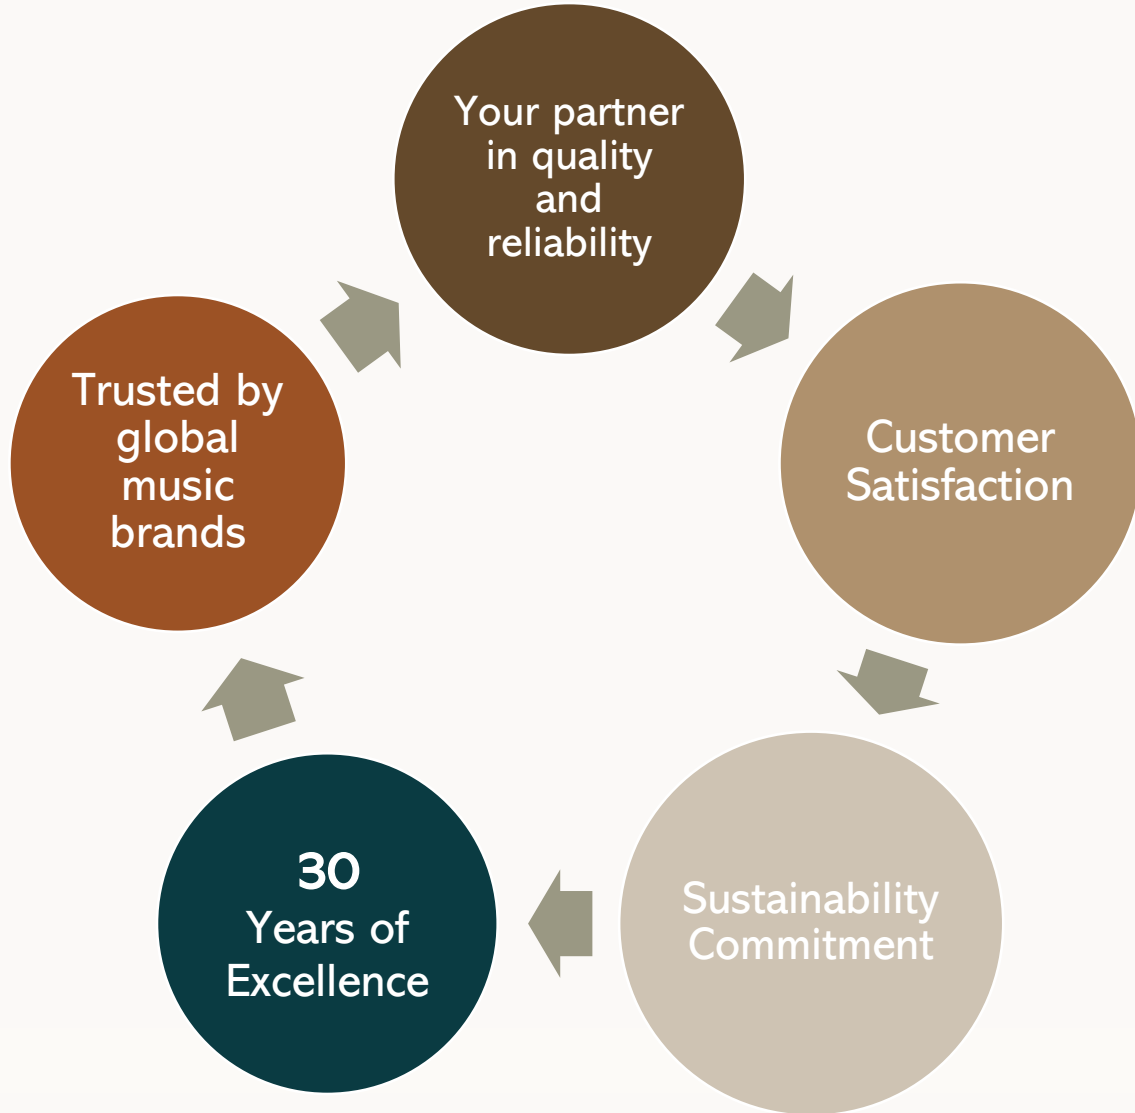 Your partner
in quality
and
reliability
Customer
Satisfaction
Sustainability
Commitment
30
Years of
Excellence
Trusted by
global
music
brands